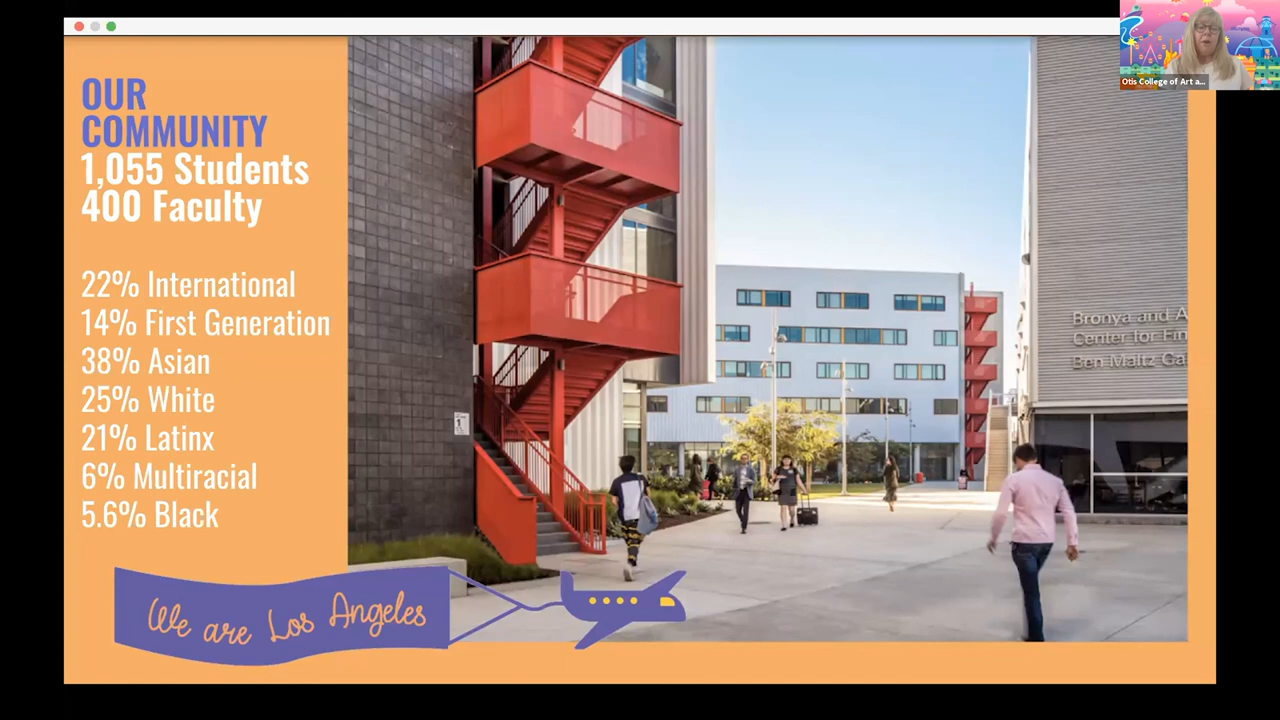 OUR
COMMUNITY
1,055 Students
400 Faculty
22% International
14% First Generation
38% Asian
25% White
21% Latinx
6% Multiracial
5.6% Black
We are Los Angeles
Bronya and A
Center for Fin
Ben Maltz Ga
Otis College of Art a...